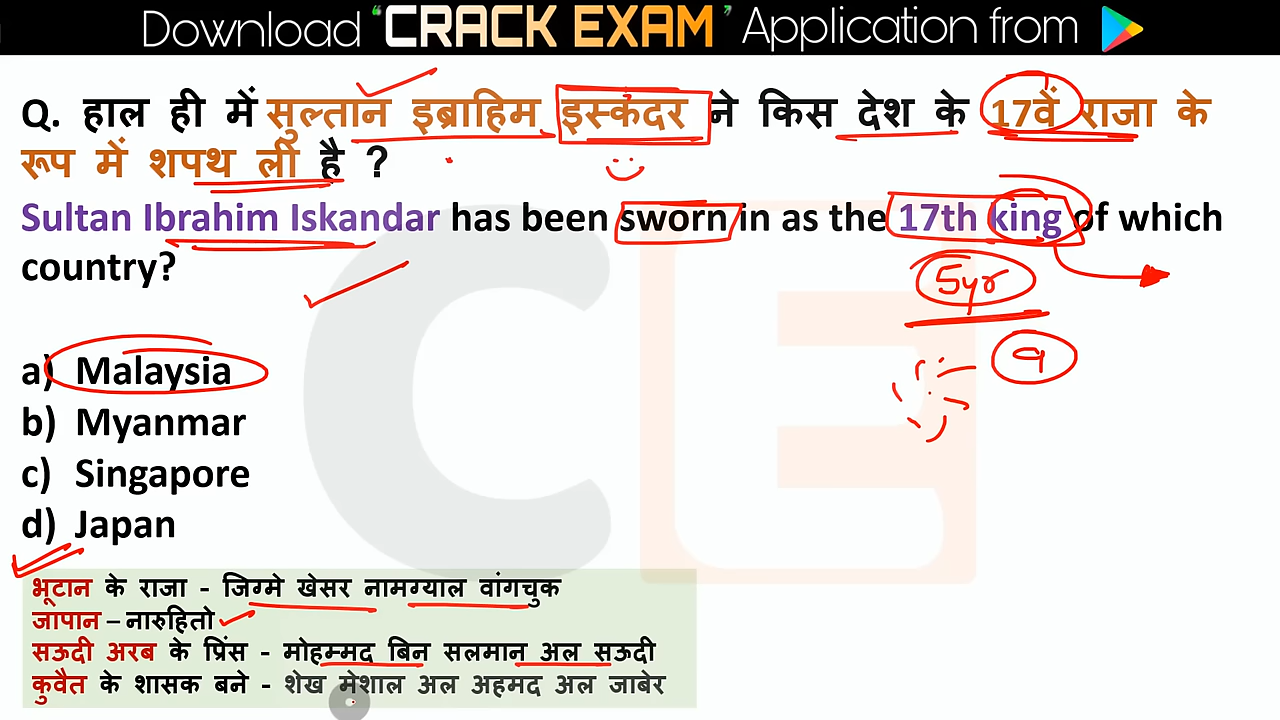 Download "CRACK EXAM" Application from
Q. हाल ही में सुल्तान इब्राहिम इस्कंदर ने किस देश के 17वें राजा के
रूप में शपथ ली है ?
Sultan Ibrahim Iskandar has been sworn in as the 17th king of which
country?
5yr
9
a) Malaysia
b) Myanmar
c) Singapore
d) Japan
भूटान के राजा - जिग्मे खेसर नामग्याल वांगचुक
जापान – नारुहितो
सऊदी अरब के प्रिंस - मोहम्मद बिन सलमान अल सऊदी
कुवैत के शासक बने - शेख मेशाल अल अहमद अल जाबेर
CE